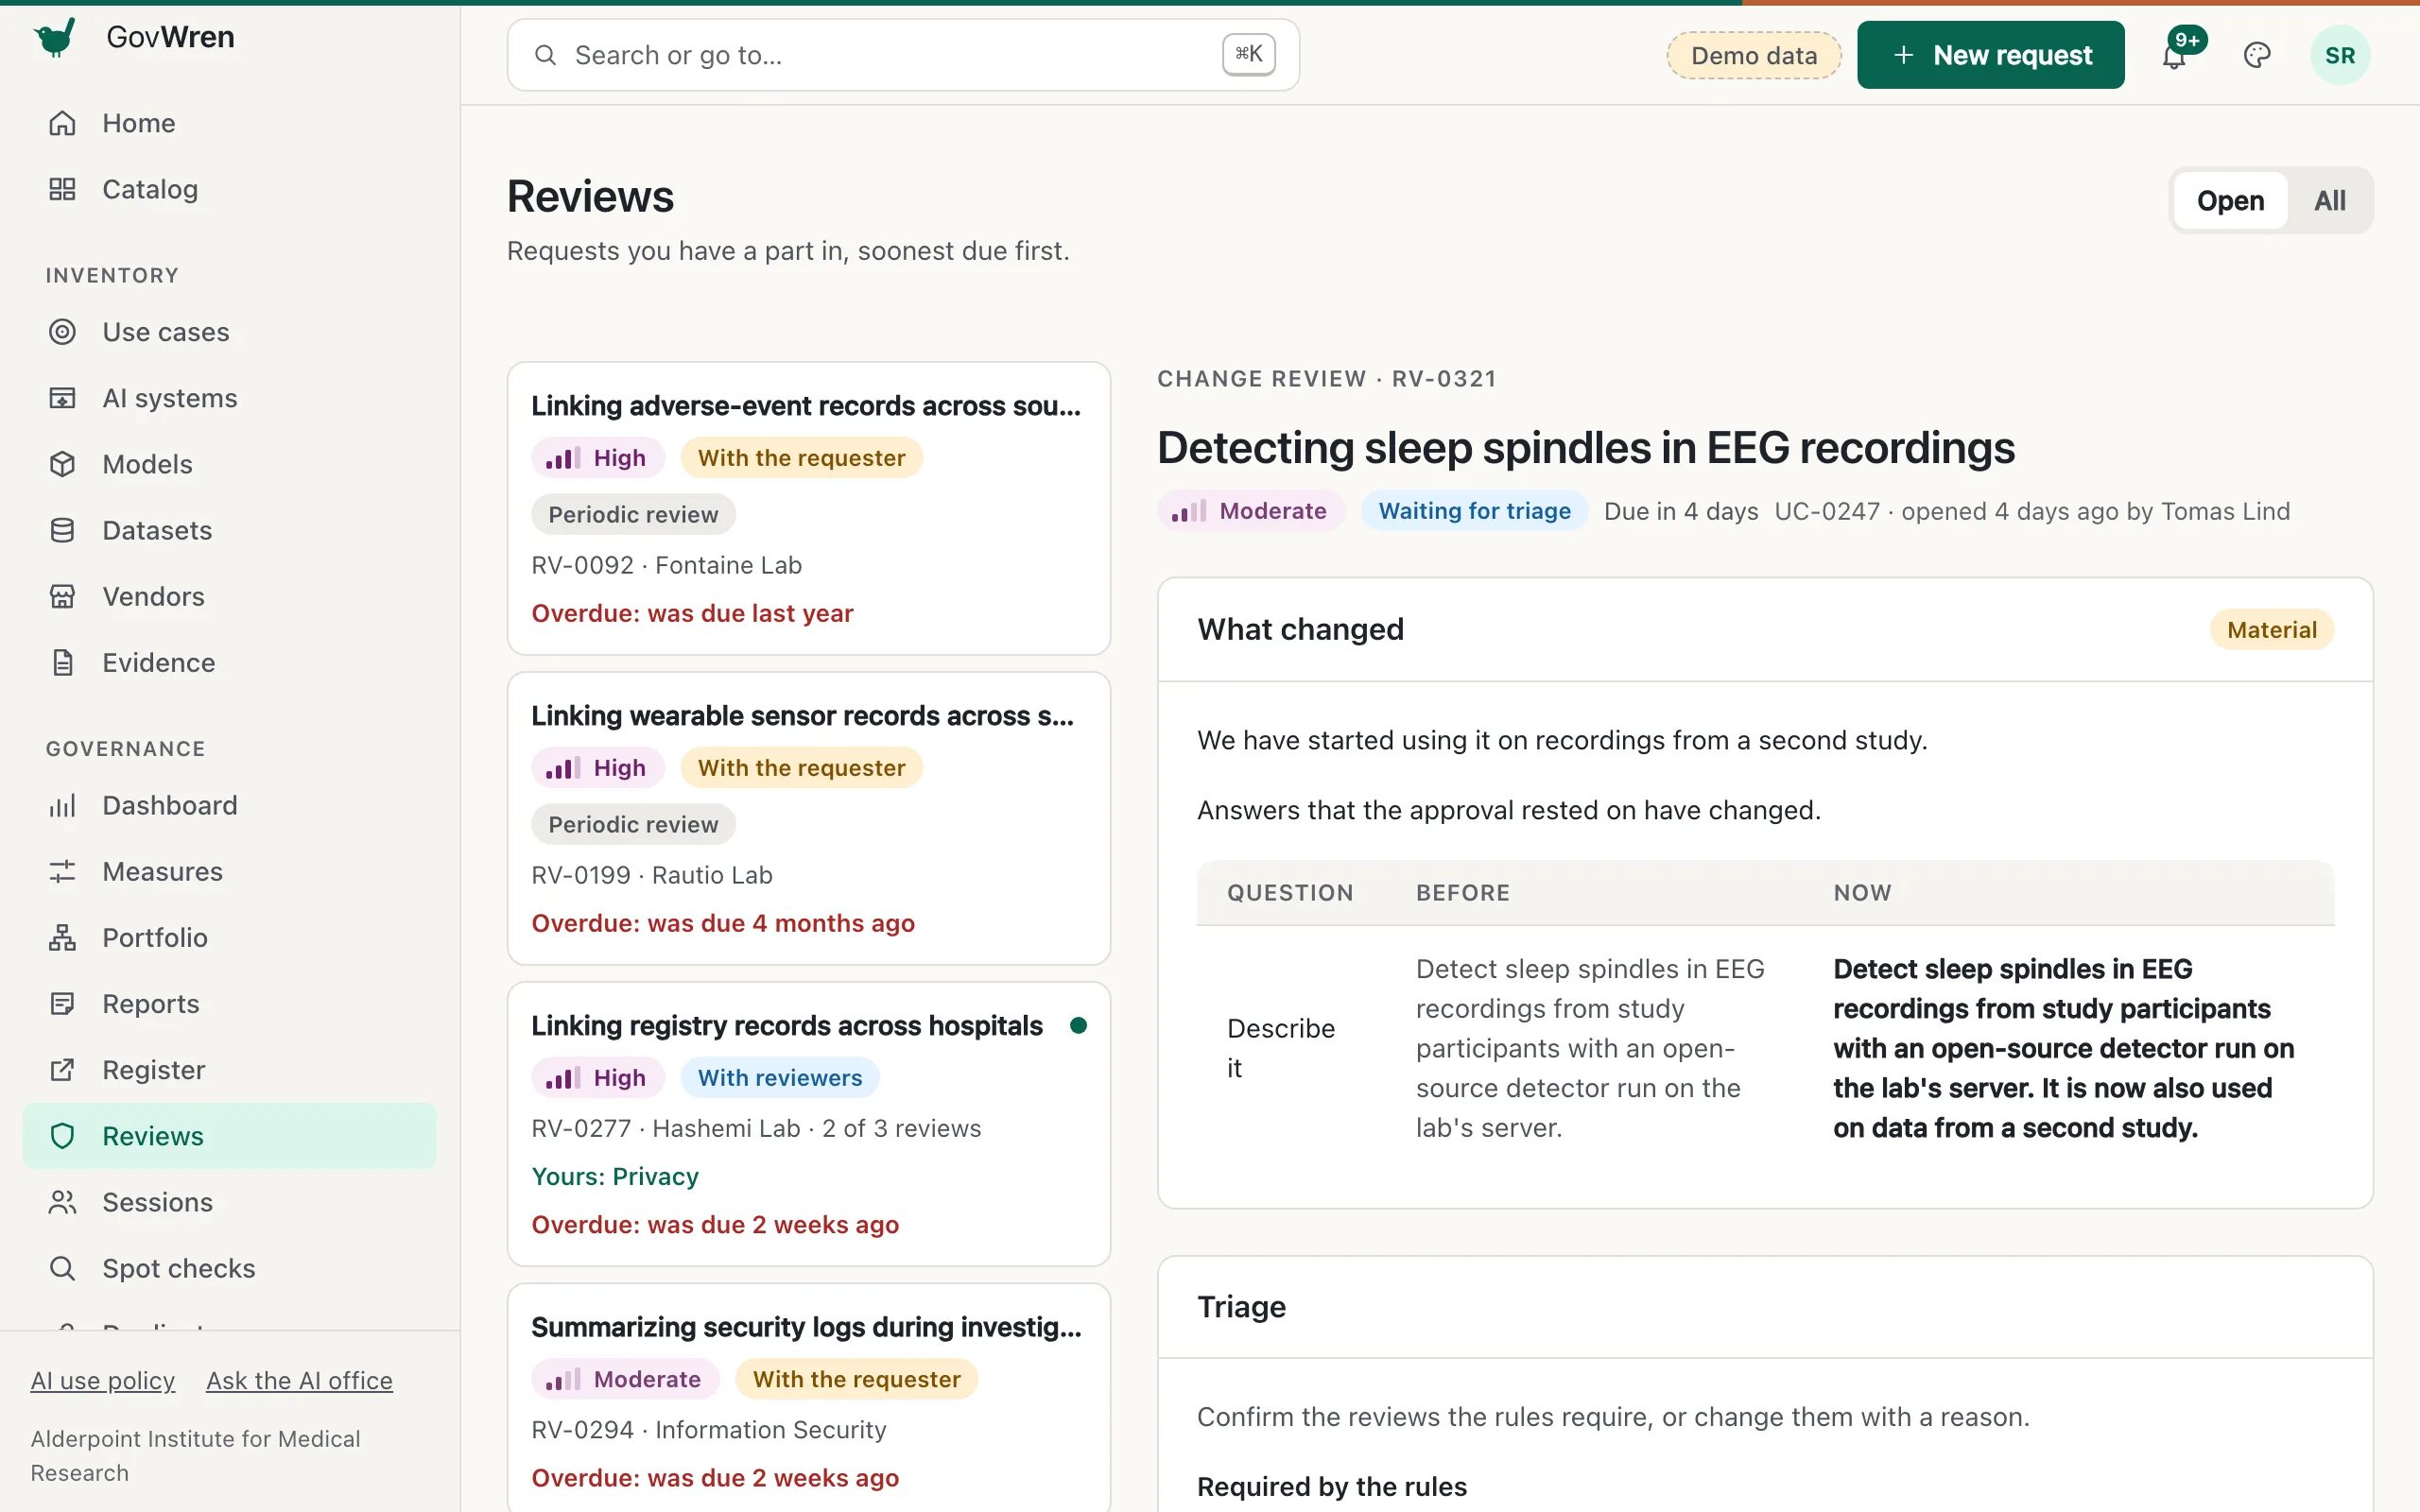 GovWren
Search or go to...
⌘K
Demo data
+ New request
9+
SR
Home
Catalog
INVENTORY
Use cases
AI systems
Models
Datasets
Vendors
Evidence
GOVERNANCE
Dashboard
Measures
Portfolio
Reports
Register
Reviews
Sessions
Spot checks
AI use policy
Ask the AI office
Alderpoint Institute for Medical
Research
Reviews
Requests you have a part in, soonest due first.
Open
All
Linking adverse-event records across sou...
High
With the requester
Periodic review
RV-0092 · Fontaine Lab
Overdue: was due last year
Linking wearable sensor records across s...
High
With the requester
Periodic review
RV-0199 · Rautio Lab
Overdue: was due 4 months ago
Linking registry records across hospitals
High
With reviewers
RV-0277 · Hashemi Lab · 2 of 3 reviews
Yours: Privacy
Overdue: was due 2 weeks ago
Summarizing security logs during investig...
Moderate
With the requester
RV-0294 · Information Security
Overdue: was due 2 weeks ago
CHANGE REVIEW · RV-0321
Detecting sleep spindles in EEG recordings
Moderate
Waiting for triage
Due in 4 days
UC-0247 · opened 4 days ago by Tomas Lind
What changed
Material
We have started using it on recordings from a second study.
Answers that the approval rested on have changed.
QUESTION
BEFORE
NOW
Describe
it
Detect sleep spindles in EEG
recordings from study
participants with an open-
source detector run on the
lab's server.
Detect sleep spindles in EEG
recordings from study participants
with an open-source detector run on
the lab's server. It is now also used
on data from a second study.
Triage
Confirm the reviews the rules require, or change them with a reason.
Required by the rules